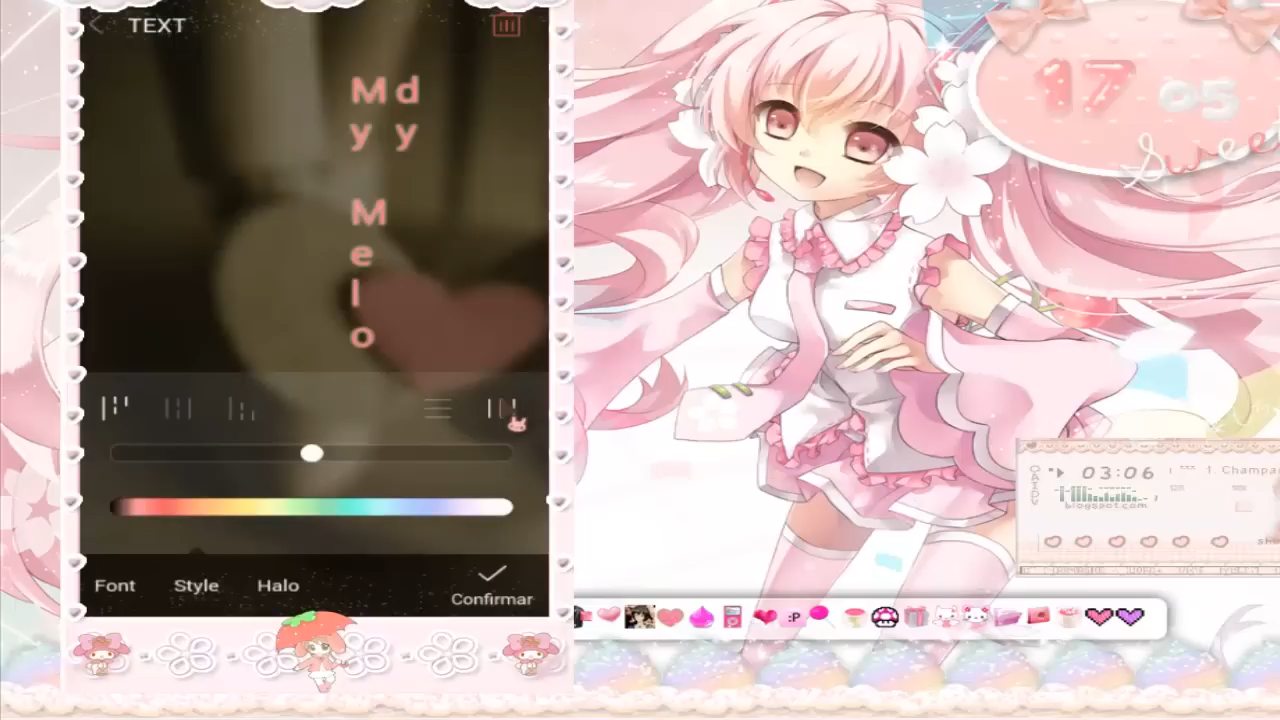 TEXT
My Melo
dy
Font Style Halo
Confirmar
17 05
Swee
03:06
1. Champa
blogspot.com
:P